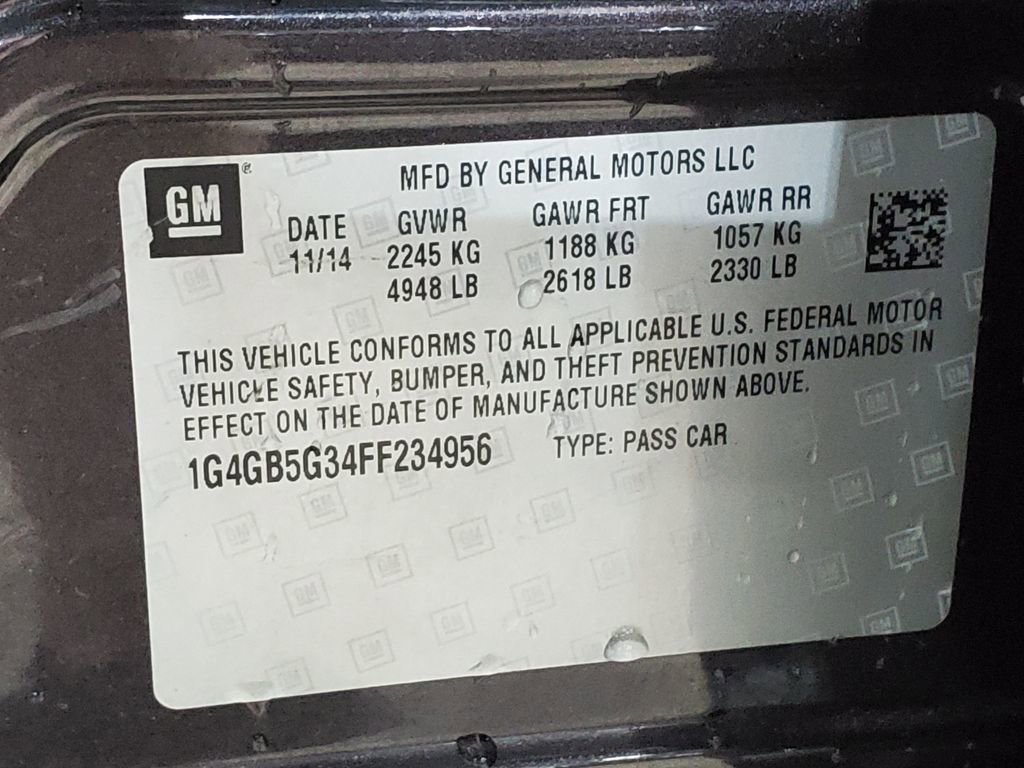 GM ®
MFD BY GENERAL MOTORS LLC
DATE GVWR GAWR FRT GAWR RR
11/14 2245 KG 1188 KG 1057 KG
4948 LB 2618 LB 2330 LB
THIS VEHICLE CONFORMS TO ALL APPLICABLE U.S. FEDERAL MOTOR
VEHICLE SAFETY, BUMPER, AND THEFT PREVENTION STANDARDS IN
EFFECT ON THE DATE OF MANUFACTURE SHOWN ABOVE.
1G4GB5G34FF234956 TYPE: PASS CAR